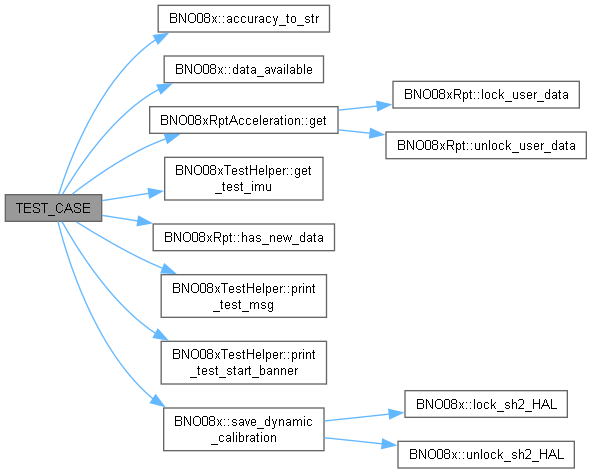 BNO08x::accuracy_to_str
BNO08x::data_available
BNO08xRptAcceleration::get
BNO08xRpt::lock_user_data
BNO08xRpt::unlock_user_data
BNO08xTestHelper::get
_test_imu
TEST_CASE
BNO08xRpt::has_new_data
BNO08xTestHelper::print
_test_msg
BNO08xTestHelper::print
_test_start_banner
BNO08x::save_dynamic
_calibration
BNO08x::lock_sh2_HAL
BNO08x::unlock_sh2_HAL